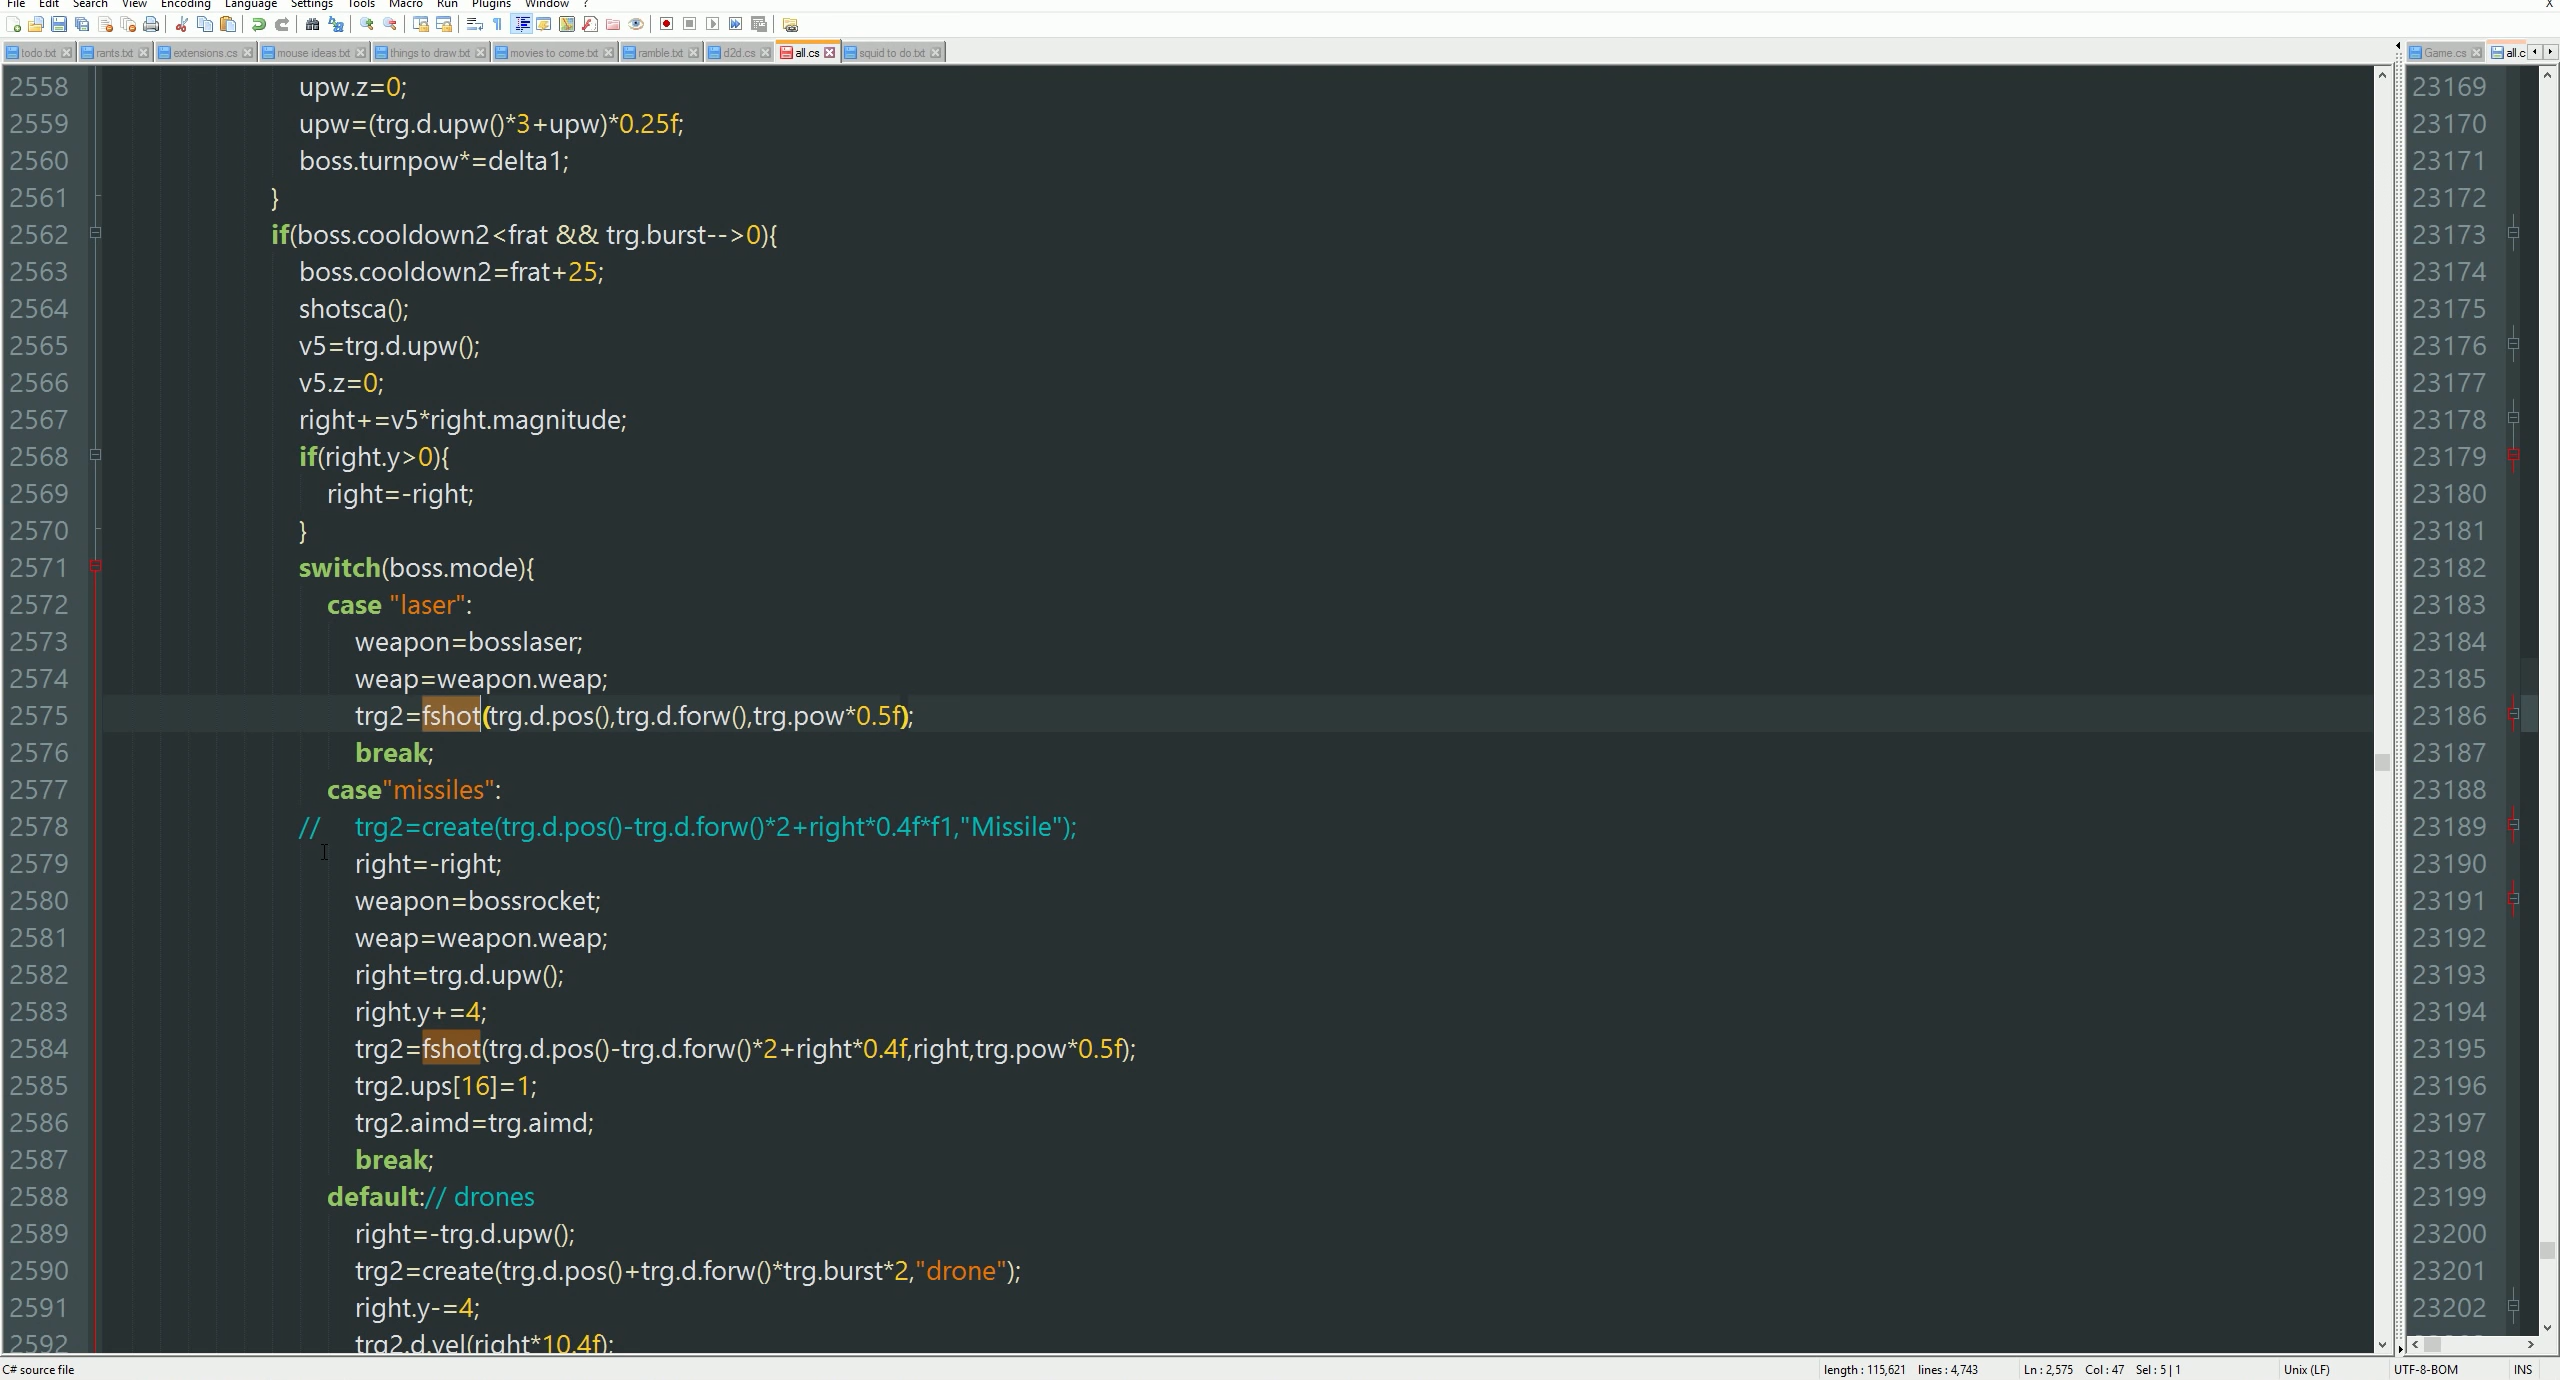 File Edit Search View Encoding Language Settings Tools Macro Run Plugins Window ? X
todo.txt rants.txt extensions.cs mouse ideas.txt things to draw.txt movies to come.txt ramble.txt d2d.cs all.cs squid to do.txt Game.cs all.c
2558 upw.z=0;
2559 upw=(trg.d.upw()*3+upw)*0.25f;
2560 boss.turnpow*=delta1;
2561 }
2562 if(boss.cooldown2<frat && trg.burst-->0){
2563 boss.cooldown2=frat+25;
2564 shotsca();
2565 v5=trg.d.upw();
2566 v5.z=0;
2567 right+=v5*right.magnitude;
2568 if(right.y>0){
2569 right=-right;
2570 }
2571 switch(boss.mode){
2572 case "laser":
2573 weapon=bosslaser;
2574 weap=weapon.weap;
2575 trg2=fshot(trg.d.pos(),trg.d.forw(),trg.pow*0.5f);
2576 break;
2577 case"missiles":
2578 // trg2=create(trg.d.pos()-trg.d.forw()*2+right*0.4f*f1,"Missile");
2579 right=-right;
2580 weapon=bossrocket;
2581 weap=weapon.weap;
2582 right=trg.d.upw();
2583 right.y+=4;
2584 trg2=fshot(trg.d.pos()-trg.d.forw()*2+right*0.4f,right,trg.pow*0.5f);
2585 trg2.ups[16]=1;
2586 trg2.aimd=trg.aimd;
2587 break;
2588 default:// drones
2589 right=-trg.d.upw();
2590 trg2=create(trg.d.pos()+trg.d.forw()*trg.burst*2,"drone");
2591 right.y-=4;
2592 trg2.d.vel(right*10.4f);
23169
23170
23171
23172
23173
23174
23175
23176
23177
23178
23179
23180
23181
23182
23183
23184
23185
23186
23187
23188
23189
23190
23191
23192
23193
23194
23195
23196
23197
23198
23199
23200
23201
23202
C# source file length : 115,621 lines : 4,743 Ln : 2,575 Col : 47 Sel : 5 | 1 Unix (LF) UTF-8-BOM INS